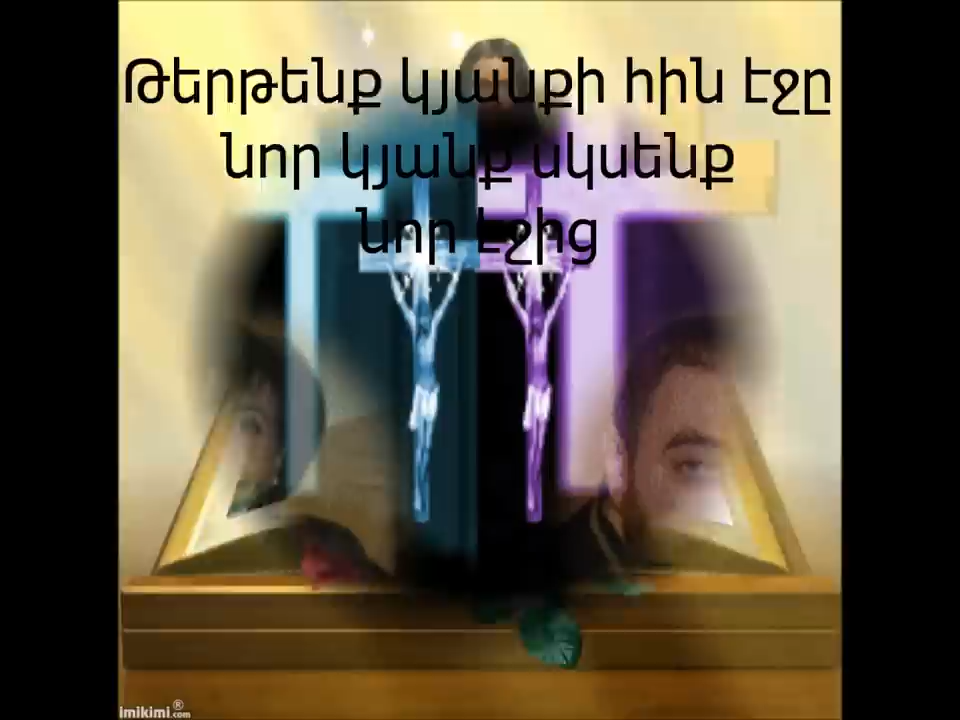 Թերթենք կյանքի հին էջը
նոր կյանք սկսենք
նոր էջից
imikimi®.com